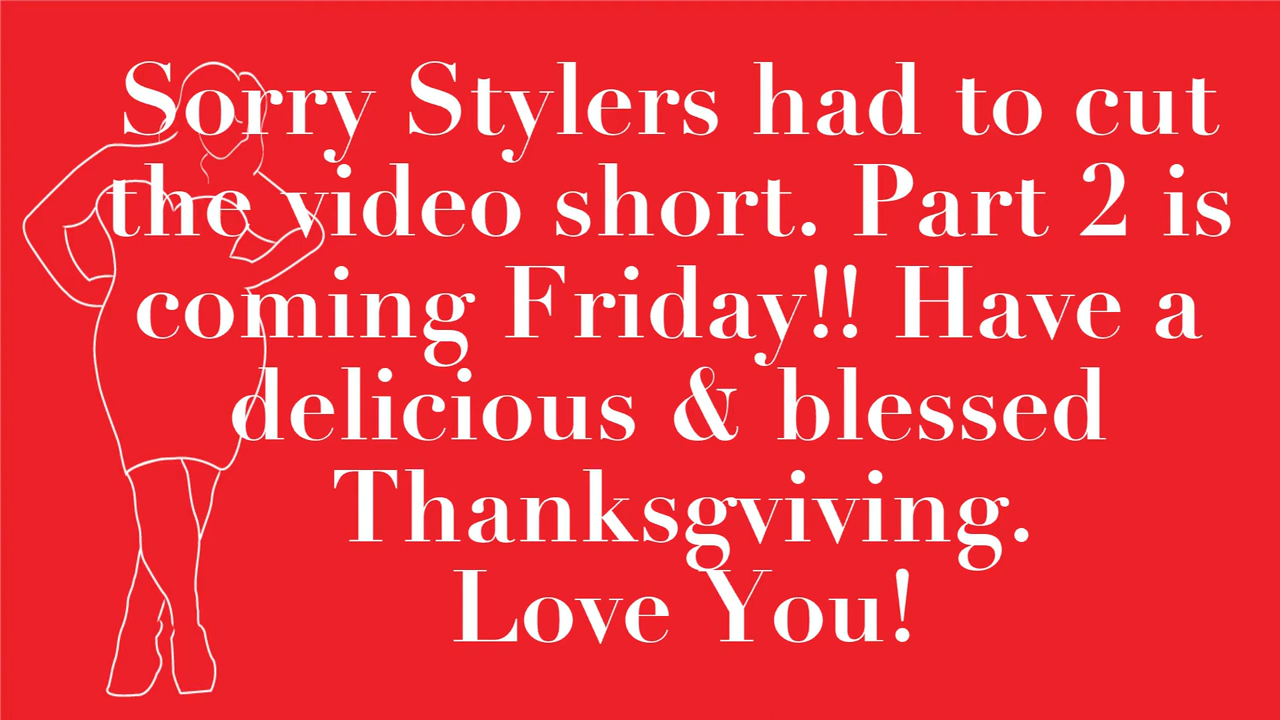 Sorry Stylers had to cut
the video short. Part 2 is
coming Friday!! Have a
delicious & blessed
Thanksgviving.
Love You!